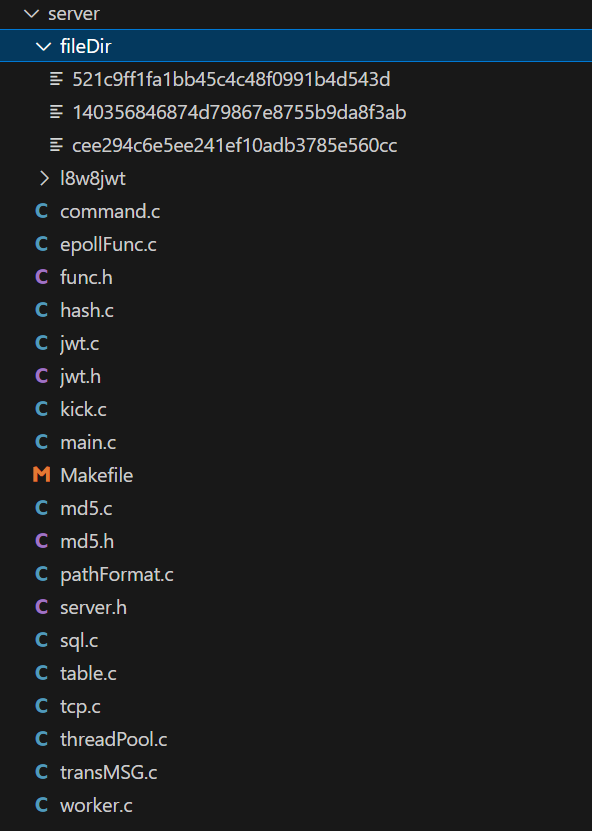 server
fileDir
521c9ff1fa1bb45c4c48f0991b4d543d
140356846874d79867e8755b9da8f3ab
cee294c6e5ee241ef10adb3785e560cc
l8w8jwt
C command.c
C epollFunc.c
C func.h
C hash.c
C jwt.c
C jwt.h
C kick.c
C main.c
M Makefile
C md5.c
C md5.h
C pathFormat.c
C server.h
C sql.c
C table.c
C tcp.c
C threadPool.c
C transMSG.c
C worker.c